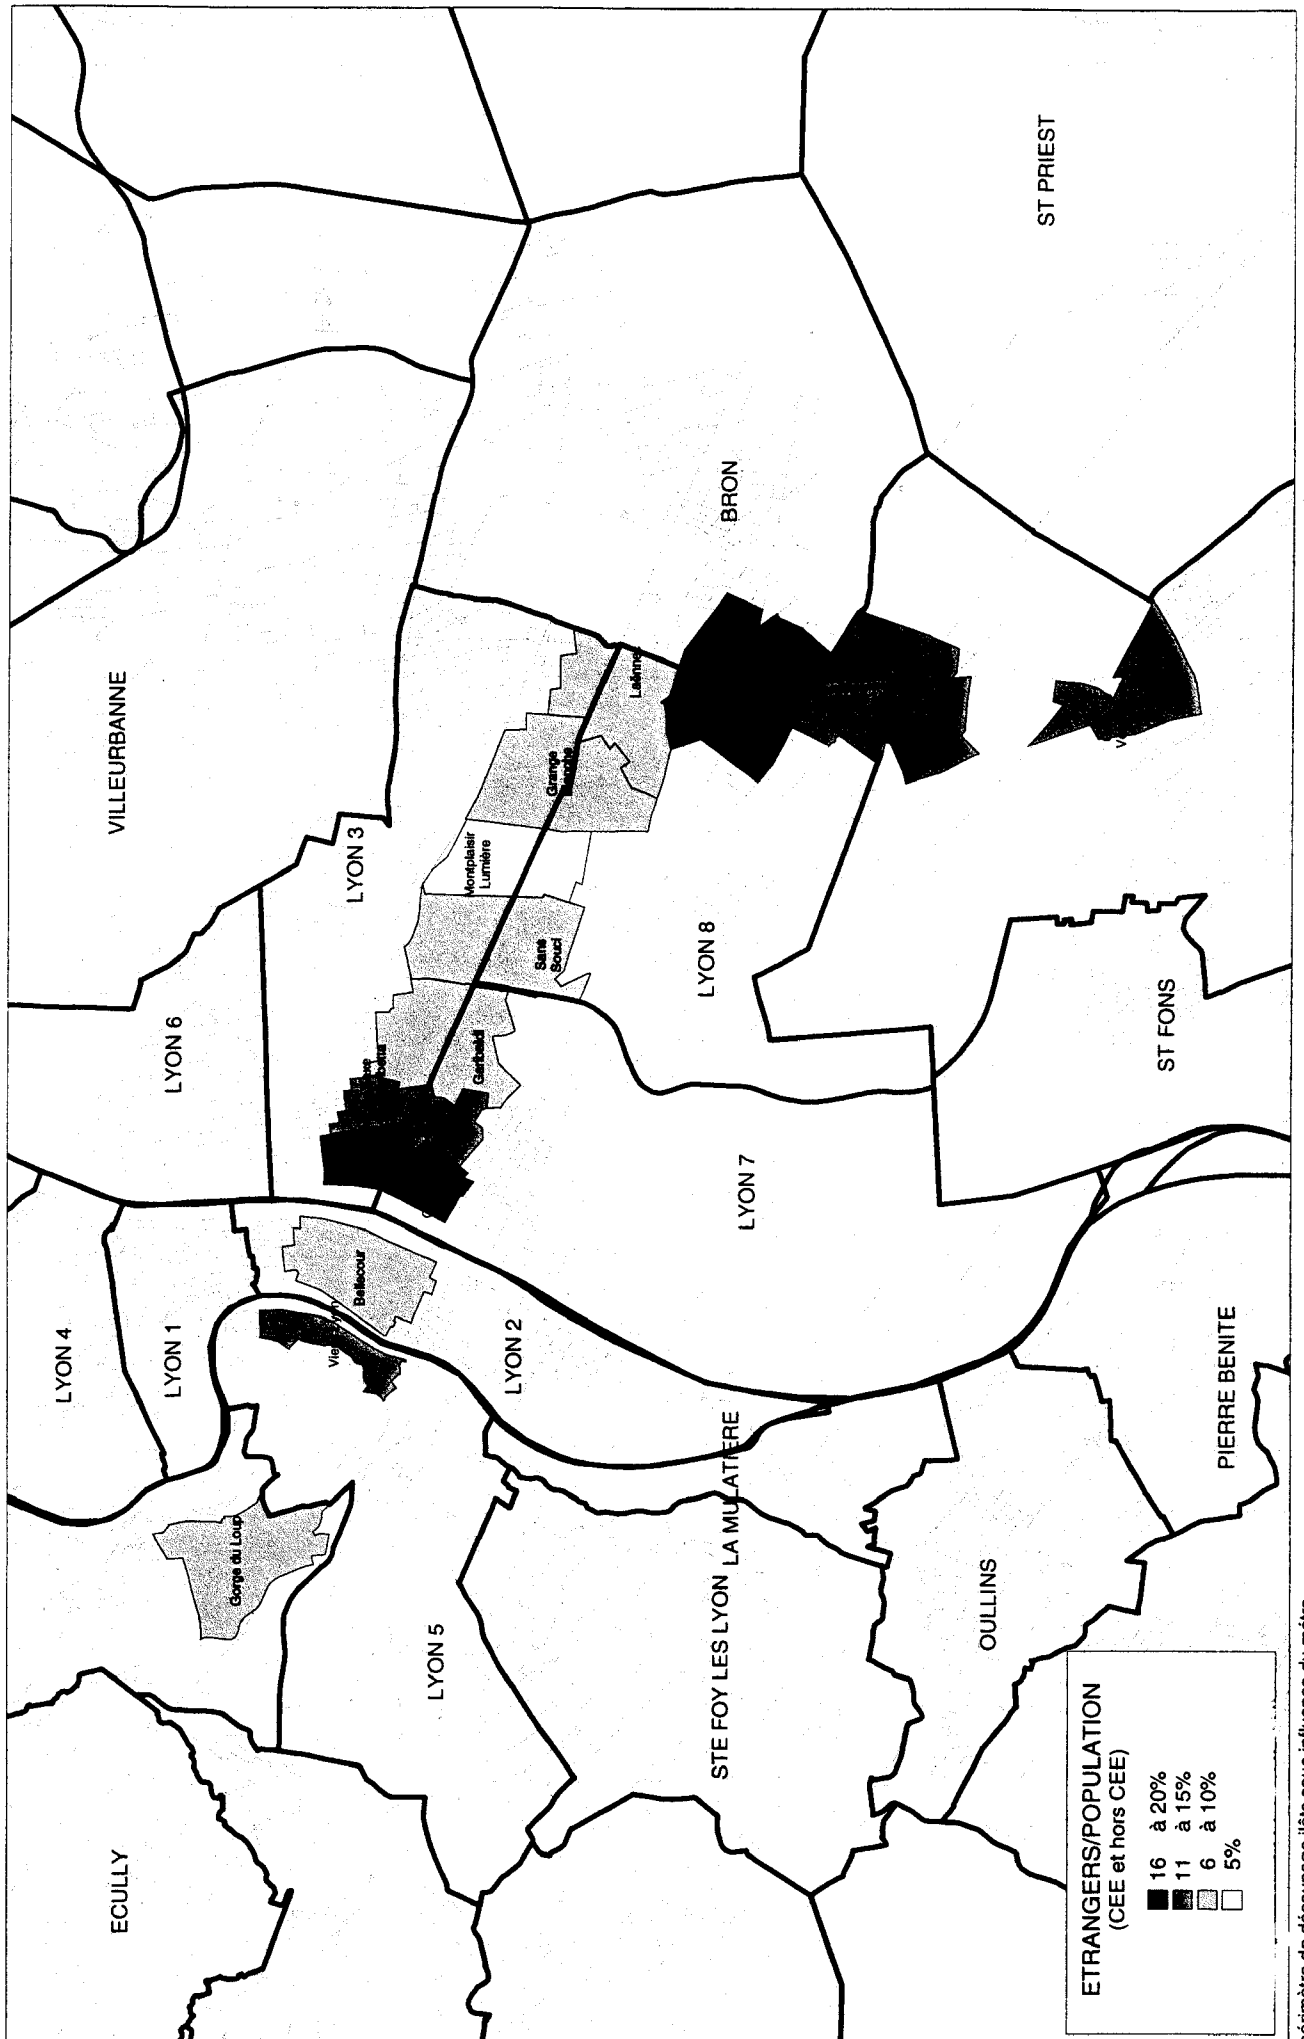 ECULLY
LYON 4
LYON 1
LYON 6
VILLEURBANNE
Gorge du Loup
Bellecour
LYON 3
LYON 5
LYON 2
Garibaldi
Sans
Souci
Montplaisir
Lumière
Grange
Blanche
Laënnec
STE FOY LES LYON
LA MULATIERE
LYON 7
LYON 8
BRON
OULLINS
ST FONS
ST PRIEST
PIERRE BENITE
ETRANGERS/POPULATION
(CEE et hors CEE)
16 à 20%
11 à 15%
6 à 10%
5%